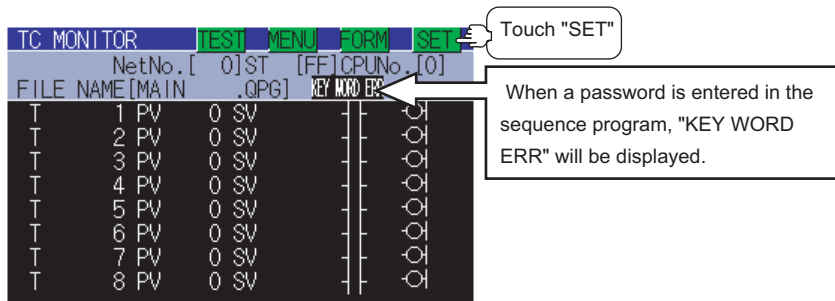 TC MONITOR TEST MENU FORM SET
NetNo.[ 0]ST [FF]CPUNo.[0]
FILE NAME[MAIN .QPG] KEY WORD ERR
T 1 PV 0 SV
T 2 PV 0 SV
T 3 PV 0 SV
T 4 PV 0 SV
T 5 PV 0 SV
T 6 PV 0 SV
T 7 PV 0 SV
T 8 PV 0 SV
Touch "SET"
When a password is entered in the
sequence program, "KEY WORD
ERR" will be displayed.